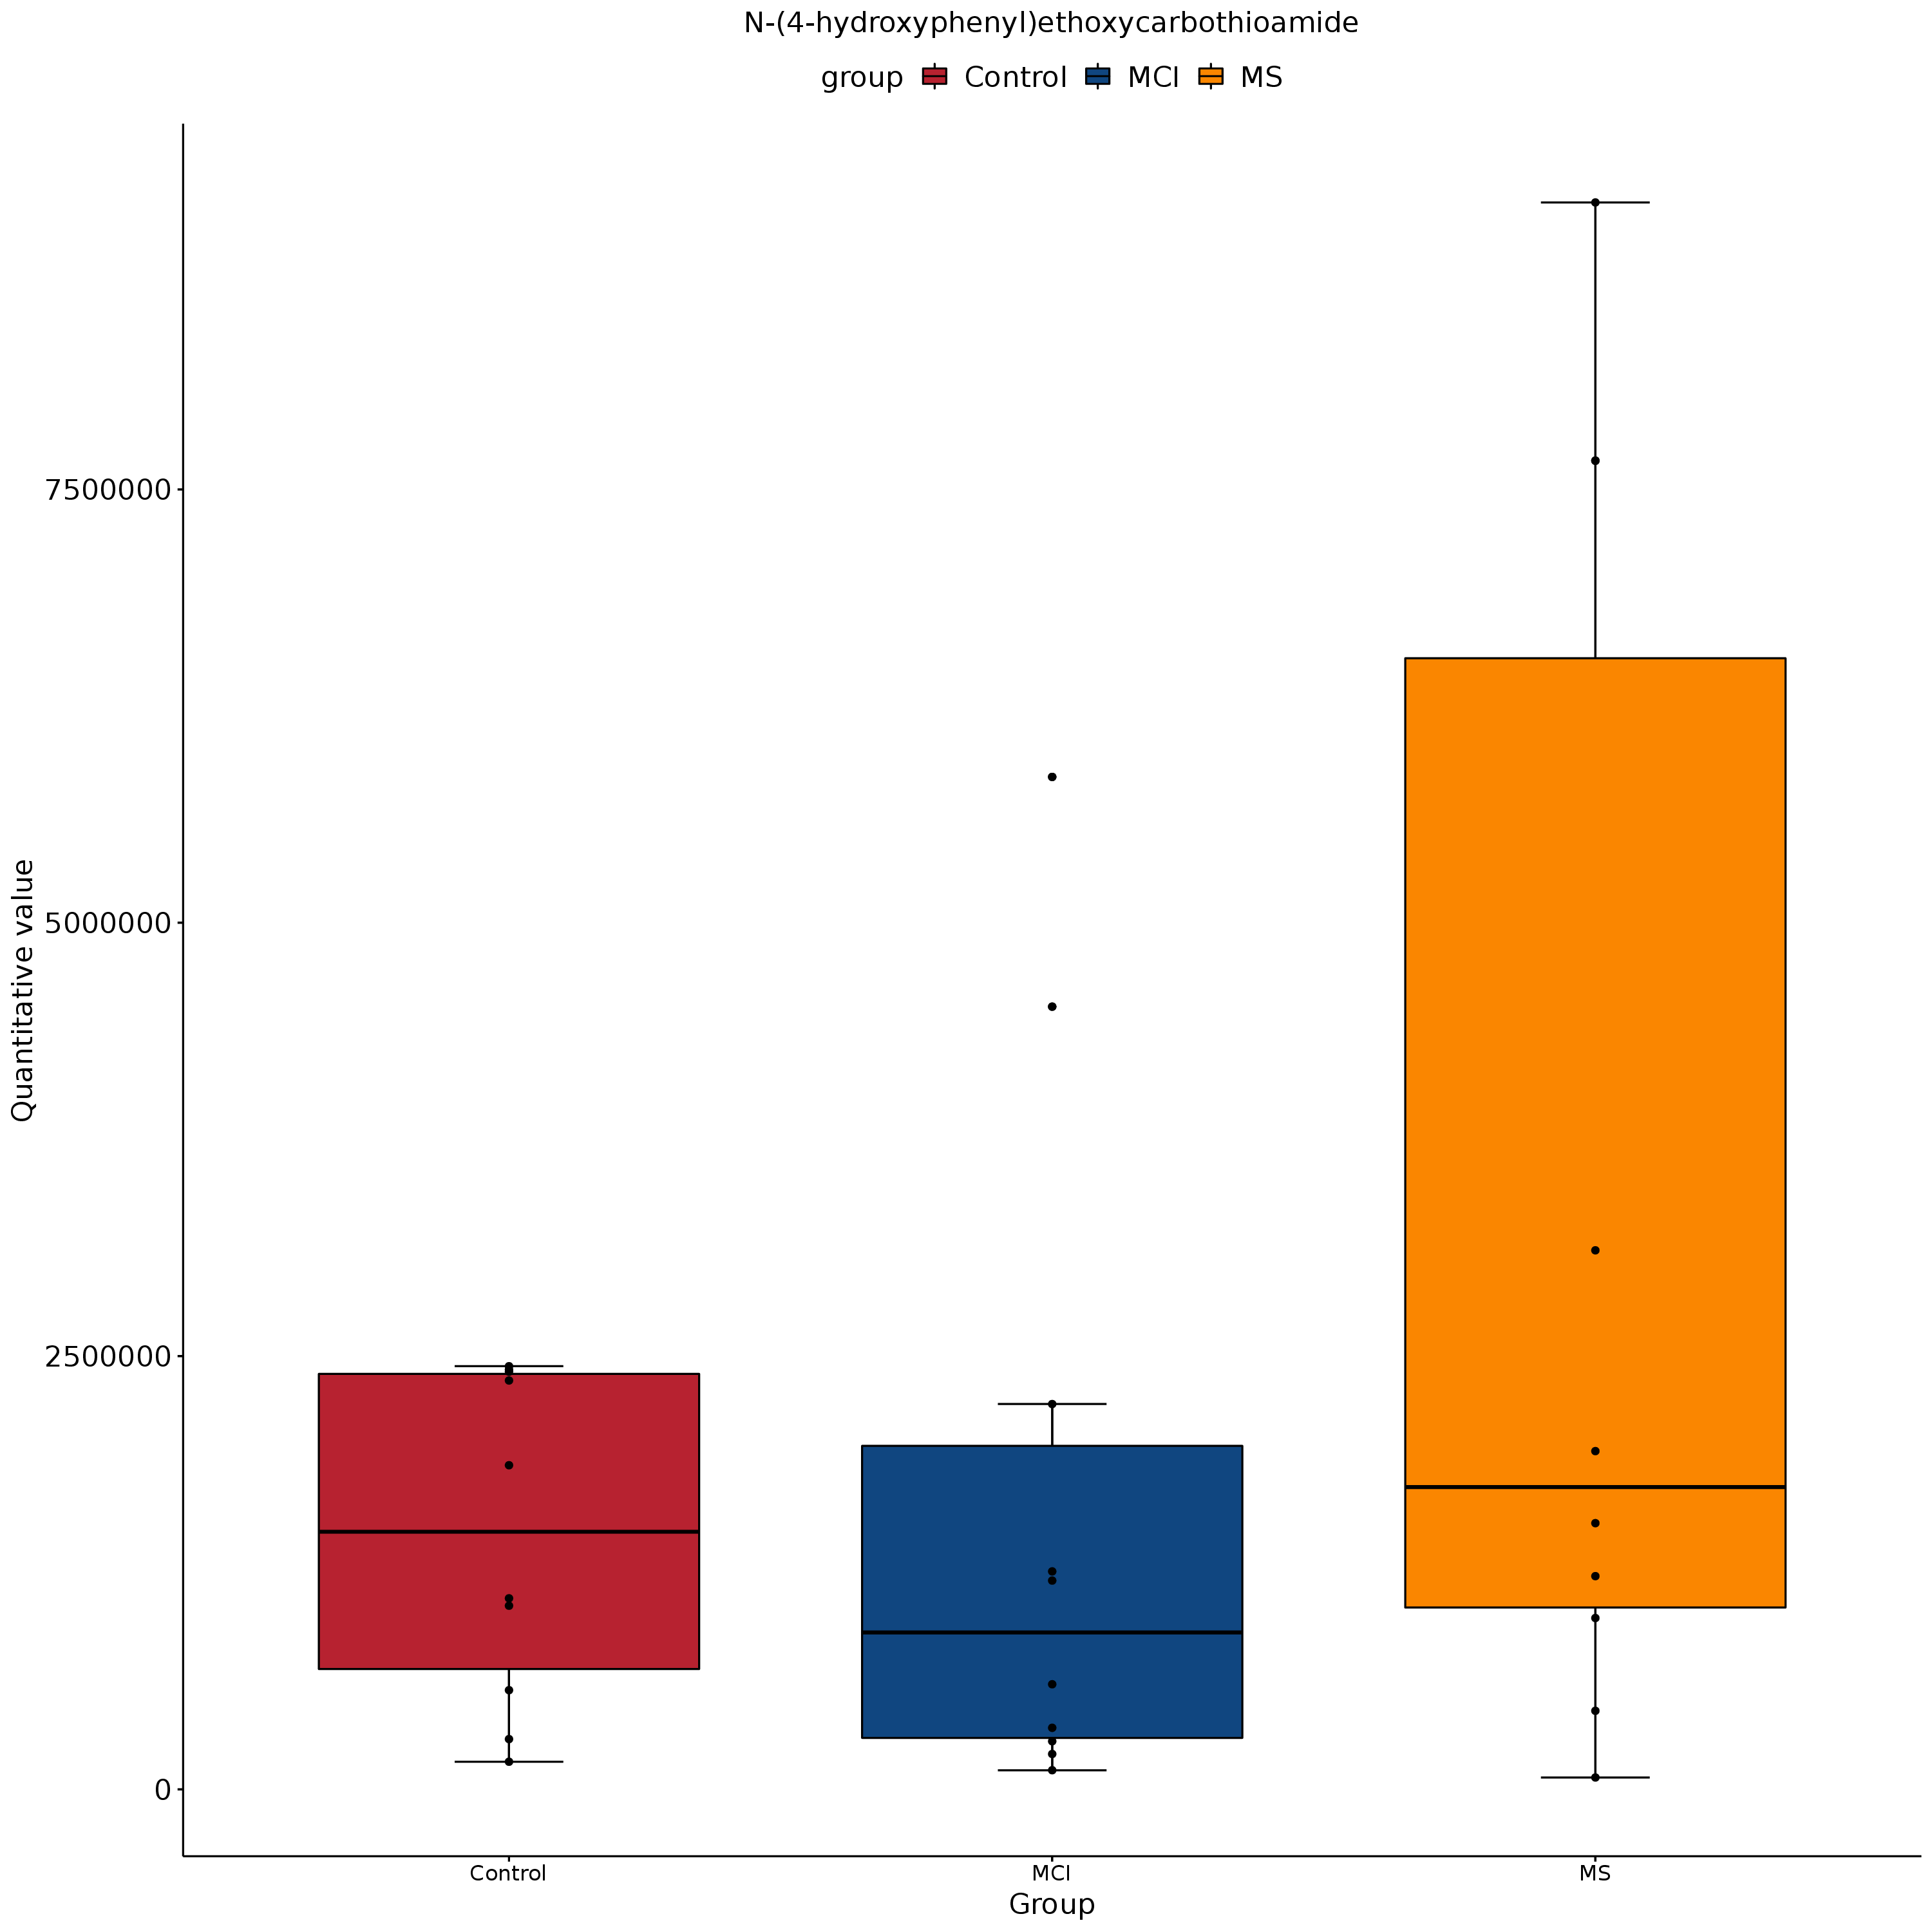 N-(4-hydroxyphenyl)ethoxycarbothioamide
group Control MCI MS
Quantitative value
7500000
5000000
2500000
0
Control MCI MS
Group